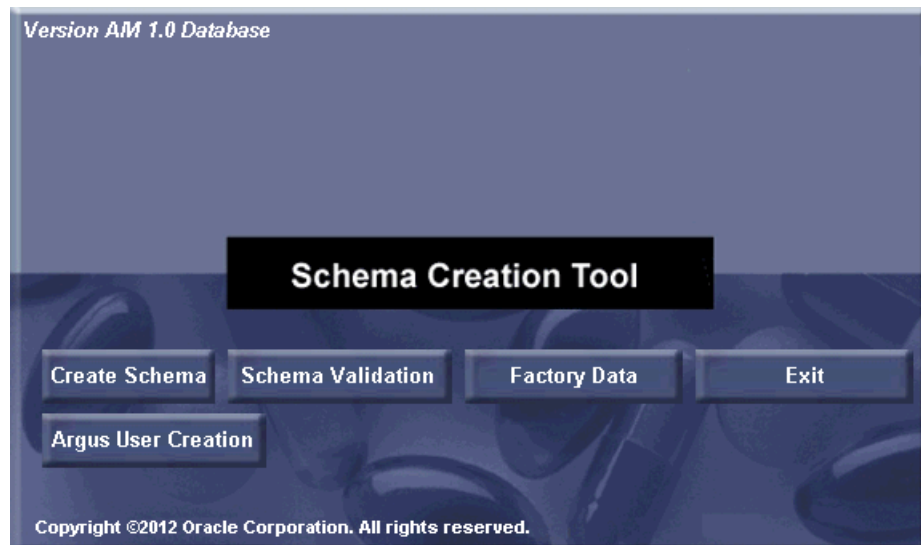 Version AM 1.0 Database
Schema Creation Tool
Create Schema
Schema Validation
Factory Data
Exit
Argus User Creation
Copyright ©2012 Oracle Corporation. All rights reserved.